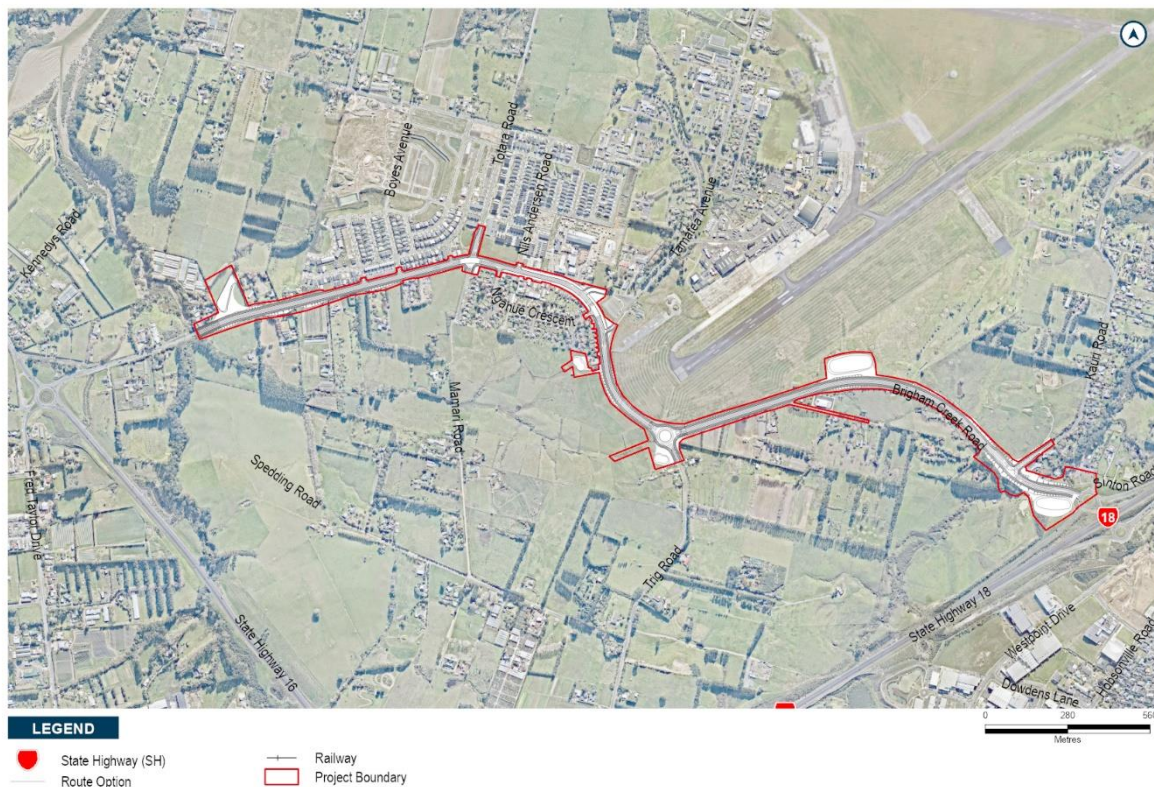 Boyes Avenue
Totara Road
Nils Andersen Road
Tamatea Avenue
Kennedys Road
Ngahue Crescent
Kauri Road
Brigham Creek Road
Mamari Road
Spedding Road
Sinton Road
18
Fred Taylor Drive
Trig Road
State Highway 16
State Highway 18
Westpoint Drive
Hobsonville Road
Dowdens Lane
LEGEND
State Highway (SH)
Route Option
Railway
Project Boundary
0 280 560
Metres